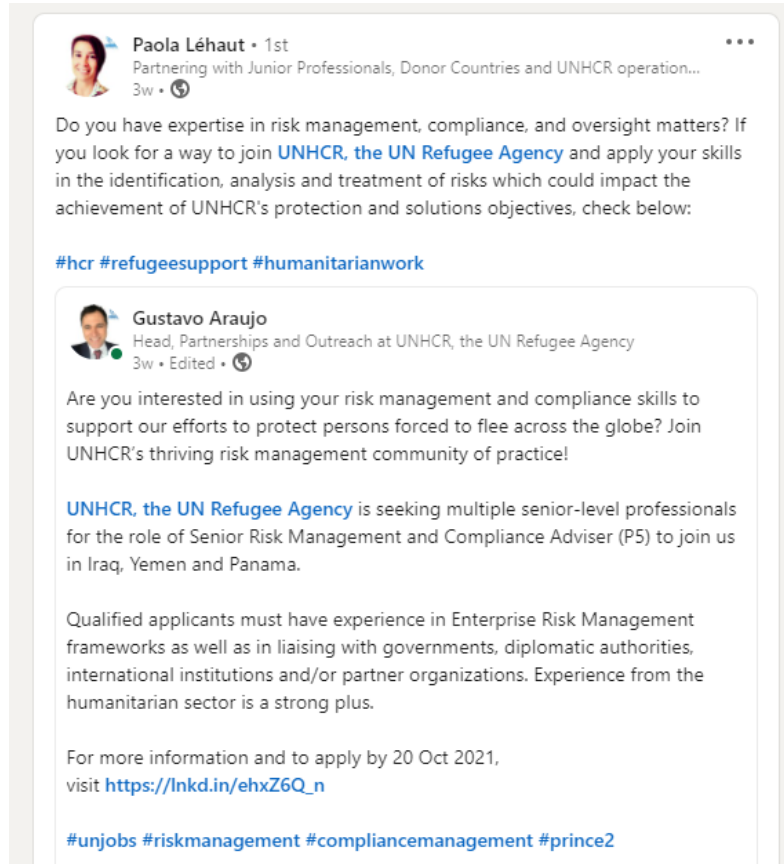 Paola Léhaut • 1st
Partnering with Junior Professionals, Donor Countries and UNHCR operation...
3w •
Do you have expertise in risk management, compliance, and oversight matters? If
you look for a way to join UNHCR, the UN Refugee Agency and apply your skills
in the identification, analysis and treatment of risks which could impact the
achievement of UNHCR's protection and solutions objectives, check below:
#hcr #refugeesupport #humanitarianwork
Gustavo Araujo
Head, Partnerships and Outreach at UNHCR, the UN Refugee Agency
3w • Edited •
Are you interested in using your risk management and compliance skills to
support our efforts to protect persons forced to flee across the globe? Join
UNHCR's thriving risk management community of practice!
UNHCR, the UN Refugee Agency is seeking multiple senior-level professionals
for the role of Senior Risk Management and Compliance Adviser (P5) to join us
in Iraq, Yemen and Panama.
Qualified applicants must have experience in Enterprise Risk Management
frameworks as well as in liaising with governments, diplomatic authorities,
international institutions and/or partner organizations. Experience from the
humanitarian sector is a strong plus.
For more information and to apply by 20 Oct 2021,
visit https://lnkd.in/ehxZ6Q_n
#unjobs #riskmanagement #compliancemanagement #prince2